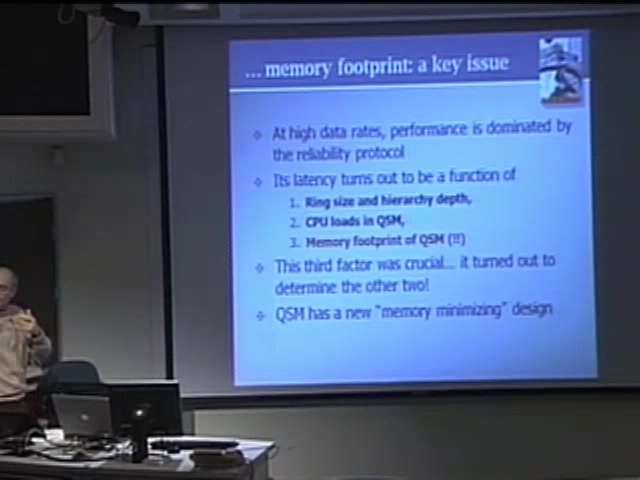 ... memory footprint: a key issue
At high data rates, performance is dominated by
the reliability protocol
Its latency turns out to be a function of
1. Ring size and hierarchy depth,
2. CPU loads in QSM,
3. Memory footprint of QSM (!!)
This third factor was crucial... it turned out to
determine the other two!
QSM has a new "memory minimizing" design